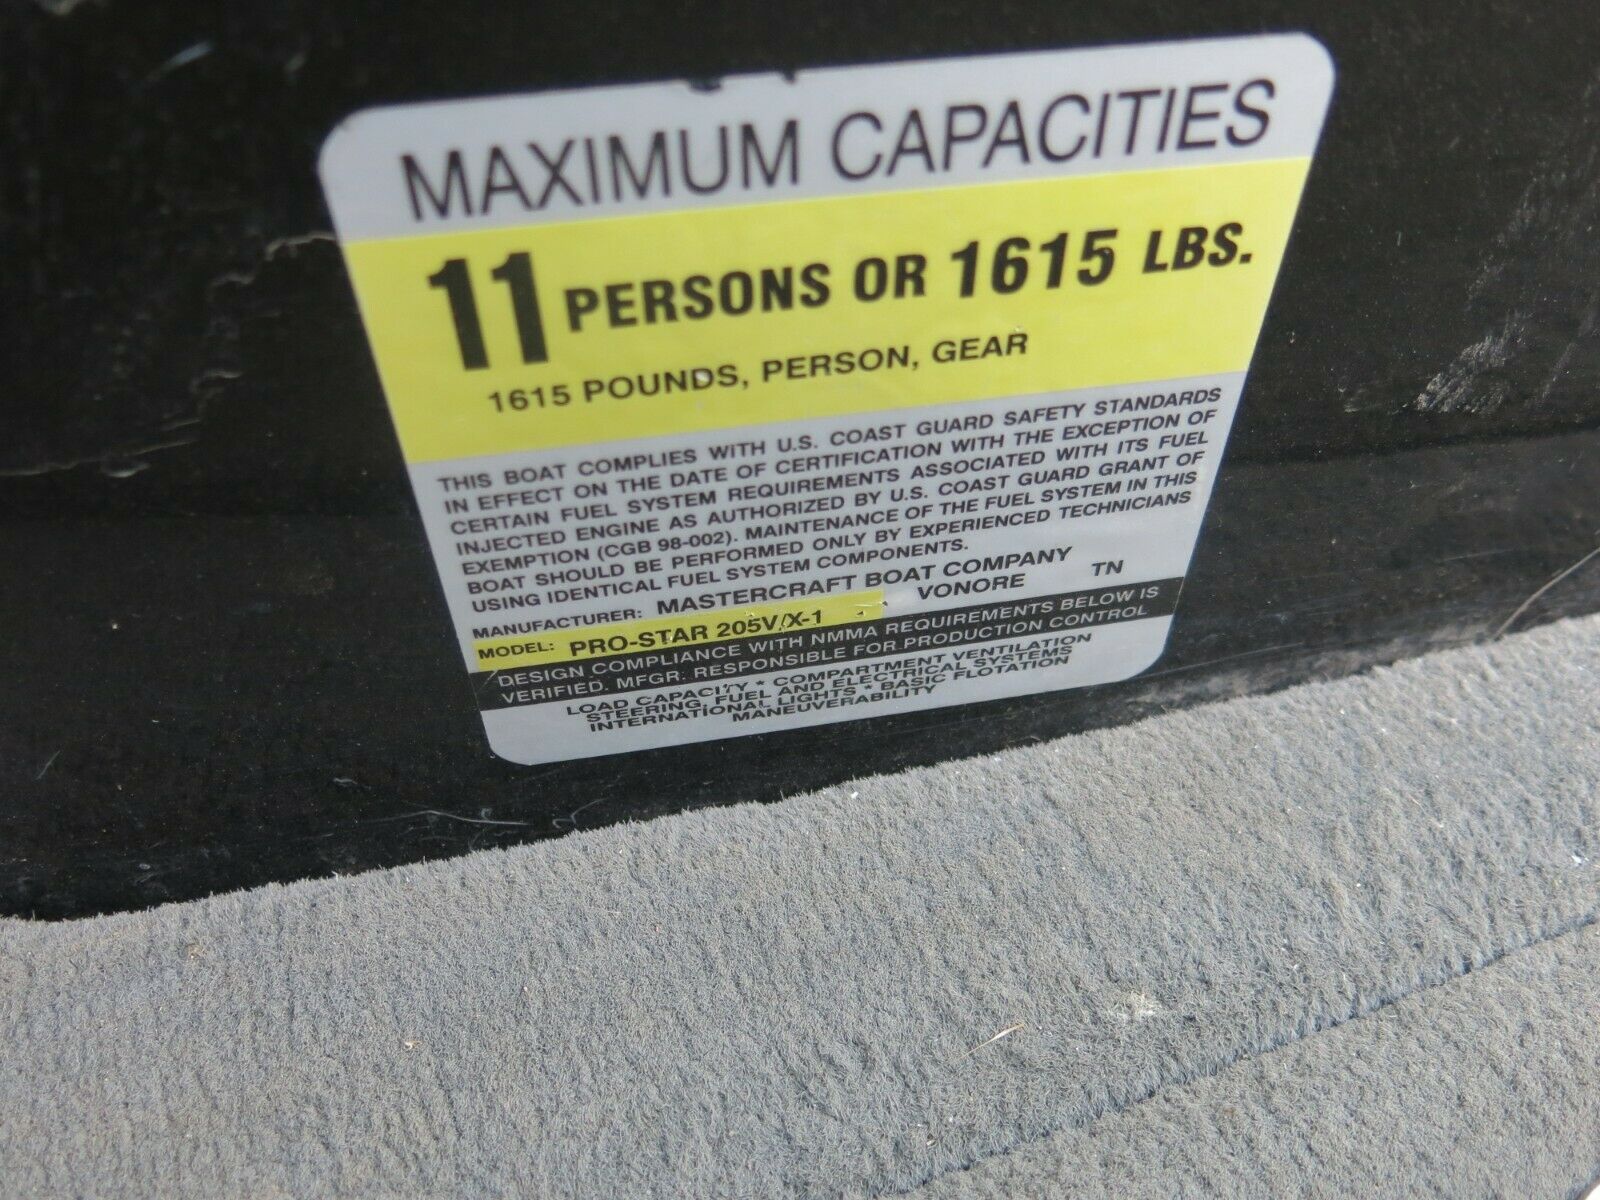 MAXIMUM CAPACITIES
11 PERSONS OR 1615 LBS.
1615 POUNDS, PERSON, GEAR
THIS BOAT COMPLIES WITH U.S. COAST GUARD SAFETY STANDARDS
IN EFFECT ON THE DATE OF CERTIFICATION WITH THE EXCEPTION OF
CERTAIN FUEL SYSTEM REQUIREMENTS ASSOCIATED WITH ITS FUEL
INJECTED ENGINE AS AUTHORIZED BY U.S. COAST GUARD GRANT OF
EXEMPTION (CGB 98-002). MAINTENANCE OF THE FUEL SYSTEM IN THIS
BOAT SHOULD BE PERFORMED ONLY BY EXPERIENCED TECHNICIANS
USING IDENTICAL FUEL SYSTEM COMPONENTS.
MANUFACTURER: MASTERCRAFT BOAT COMPANY
VONORE TN
MODEL: PRO-STAR 205V/X-1
DESIGN COMPLIANCE WITH NMMA REQUIREMENTS BELOW IS
VERIFIED. MFGR. RESPONSIBLE FOR PRODUCTION CONTROL
LOAD CAPACITY * COMPARTMENT VENTILATION
STEERING, FUEL AND ELECTRICAL SYSTEMS
INTERNATIONAL LIGHTS * BASIC FLOTATION
MANEUVERABILITY